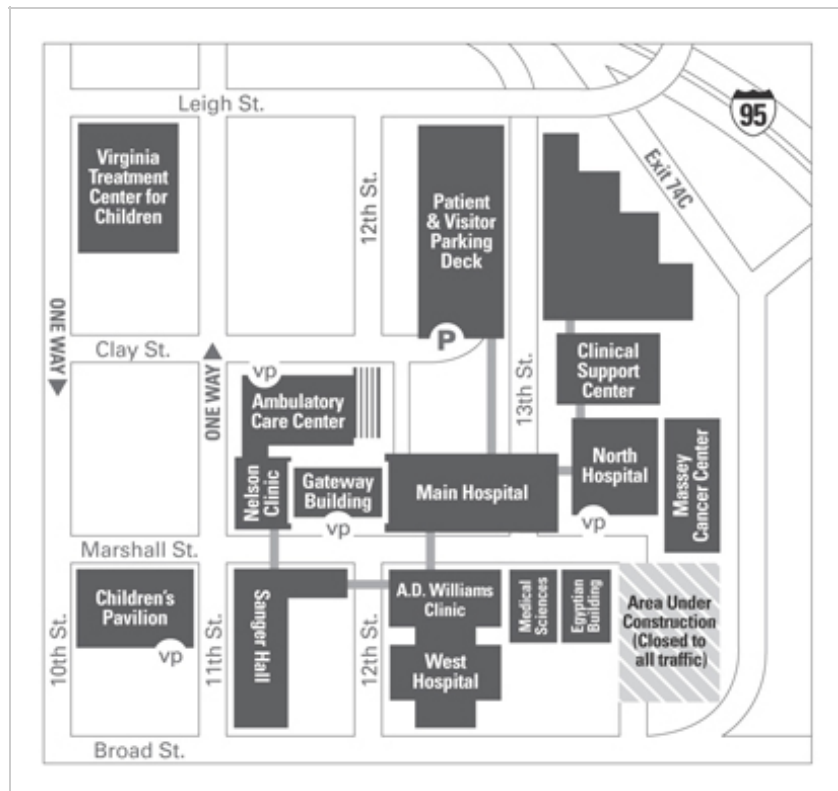 Leigh St.
95
Exit 74C
Virginia
Treatment
Center for
Children
12th St.
Patient
& Visitor
Parking
Deck
P
ONE WAY
Clay St.
ONE WAY
vp
Ambulatory
Care Center
13th St.
Clinical
Support
Center
Nelson
Clinic
Gateway
Building
vp
Main Hospital
North
Hospital
vp
Massey
Cancer Center
Marshall St.
Children's
Pavilion
vp
10th St.
11th St.
Sanger Hall
12th St.
A.D. Williams
Clinic
West
Hospital
Medical
Sciences
Egyptian
Building
Area Under
Construction
(Closed to
all traffic)
Broad St.